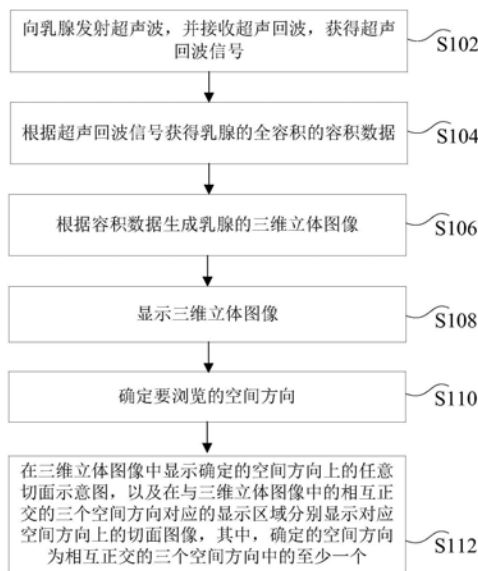 向乳腺发射超声波，并接收超声回波，获得超声
回波信号
S102
根据超声回波信号获得乳腺的全容积的容积数据
S104
根据容积数据生成乳腺的三维立体图像
S106
显示三维立体图像
S108
确定要浏览的空间方向
S110
在三维立体图像中显示确定的空间方向上的任意
切面示意图，以及在与三维立体图像中的相互正
交的三个空间方向对应的显示区域分别显示对应
空间方向上的切面图像，其中，确定的空间方向
为相互正交的三个空间方向中的至少一个
S112